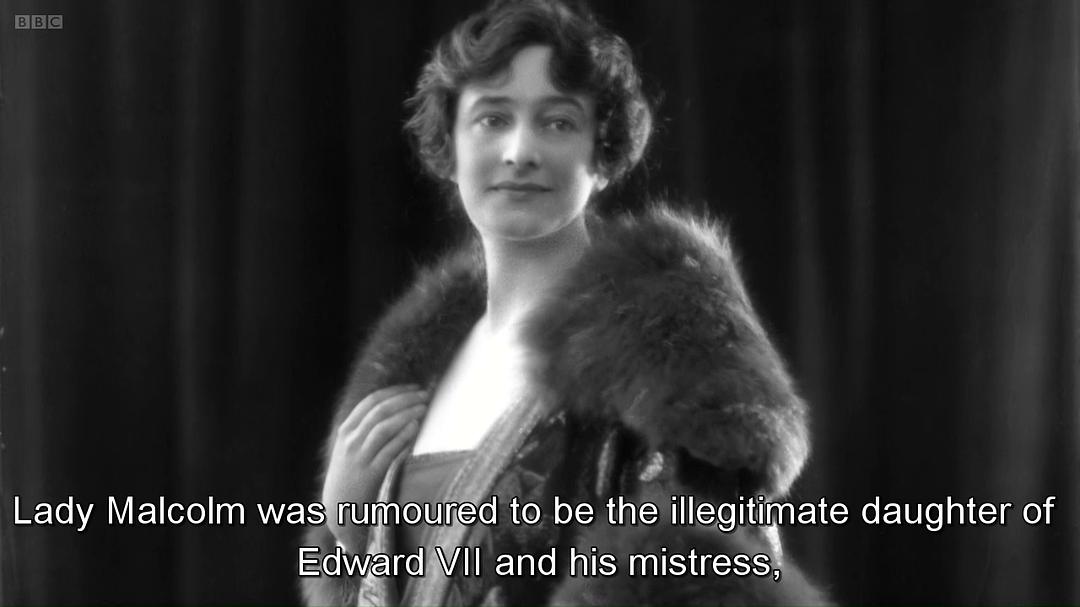 BBC
Lady Malcolm was rumoured to be the illegitimate daughter of
Edward VII and his mistress,